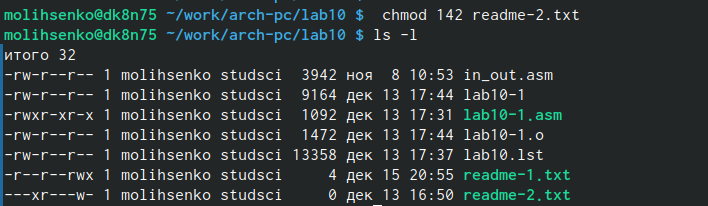 molihsenko@dk8n75 ~/work/arch-pc/lab10 $  chmod 142 readme-2.txt
molihsenko@dk8n75 ~/work/arch-pc/lab10 $ ls -l
итого 32
-rw-r--r-- 1 molihsenko studsci  3942 ноя  8 10:53 in_out.asm
-rw-r--r-- 1 molihsenko studsci  9164 дек 13 17:44 lab10-1
-rwxr-xr-x 1 molihsenko studsci  1092 дек 13 17:31 lab10-1.asm
-rw-r--r-- 1 molihsenko studsci  1472 дек 13 17:44 lab10-1.o
-rw-r--r-- 1 molihsenko studsci 13358 дек 13 17:37 lab10.lst
-r--r--rwx 1 molihsenko studsci     4 дек 15 20:55 readme-1.txt
---xr---w- 1 molihsenko studsci     0 дек 13 16:50 readme-2.txt